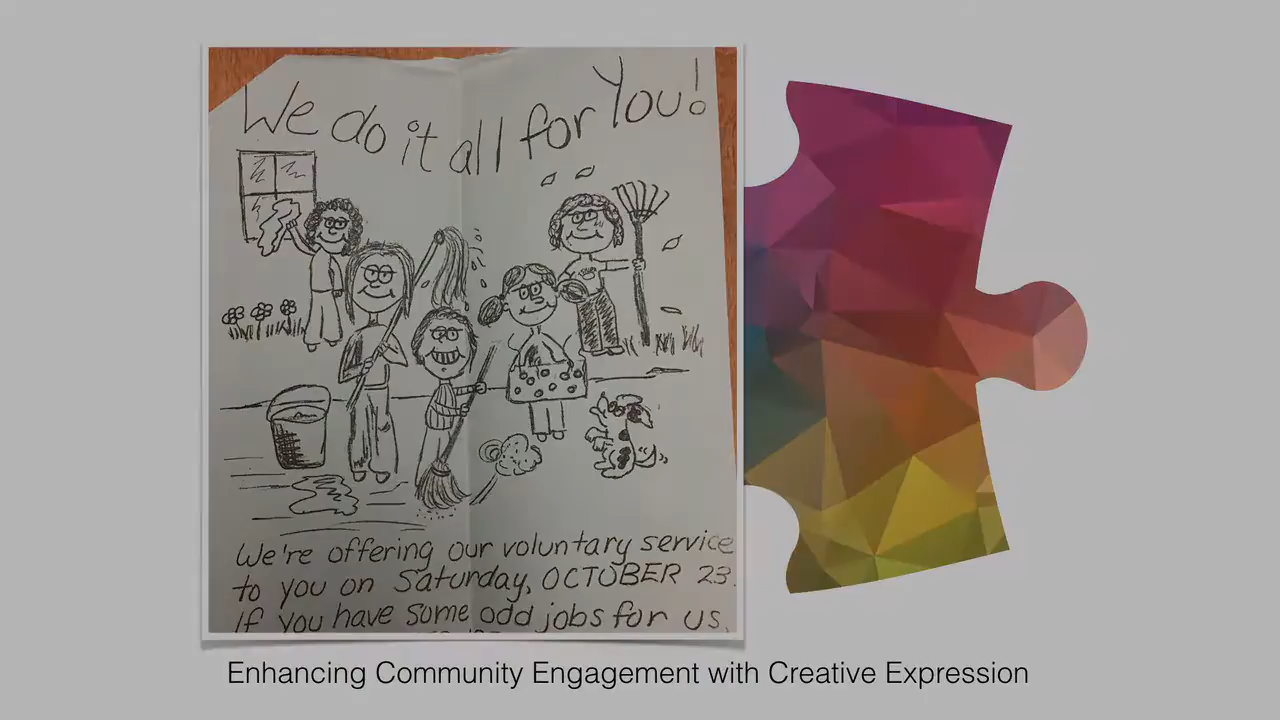 We do it all for You!
We're offering our voluntary service
to you on Saturday, OCTOBER 23.
If you have some odd jobs for us,
Enhancing Community Engagement with Creative Expression